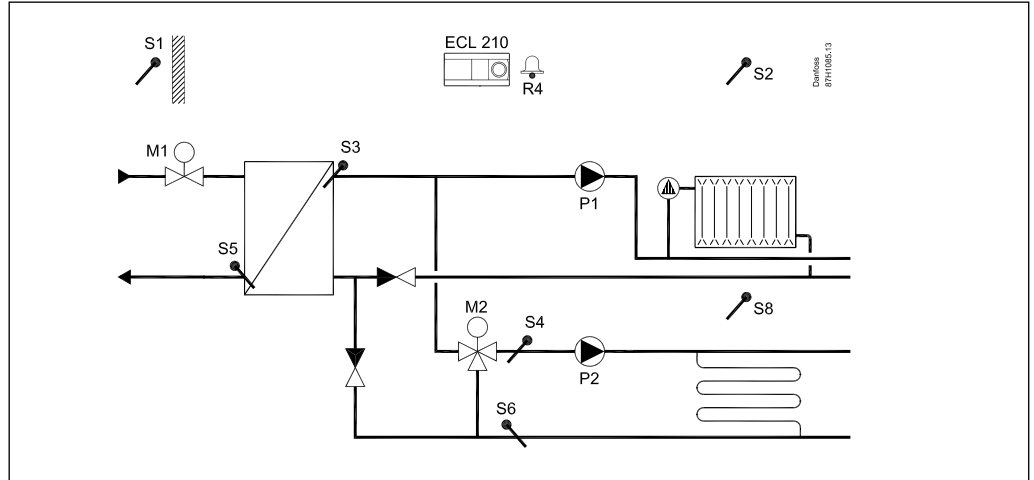 S1
ECL 210
R4
S2
Danfoss
87H1085.13
M1
S3
P1
S5
M2
S4
S8
P2
S6